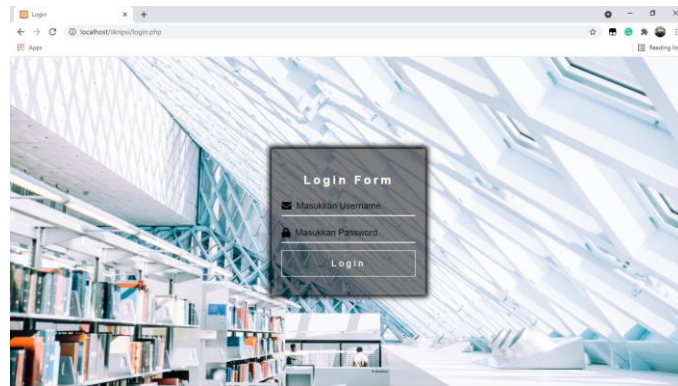 Login
localhost/skripsi/login.php
Apps
Reading list
Login Form
Masukkan Username
Masukkan Password
Login